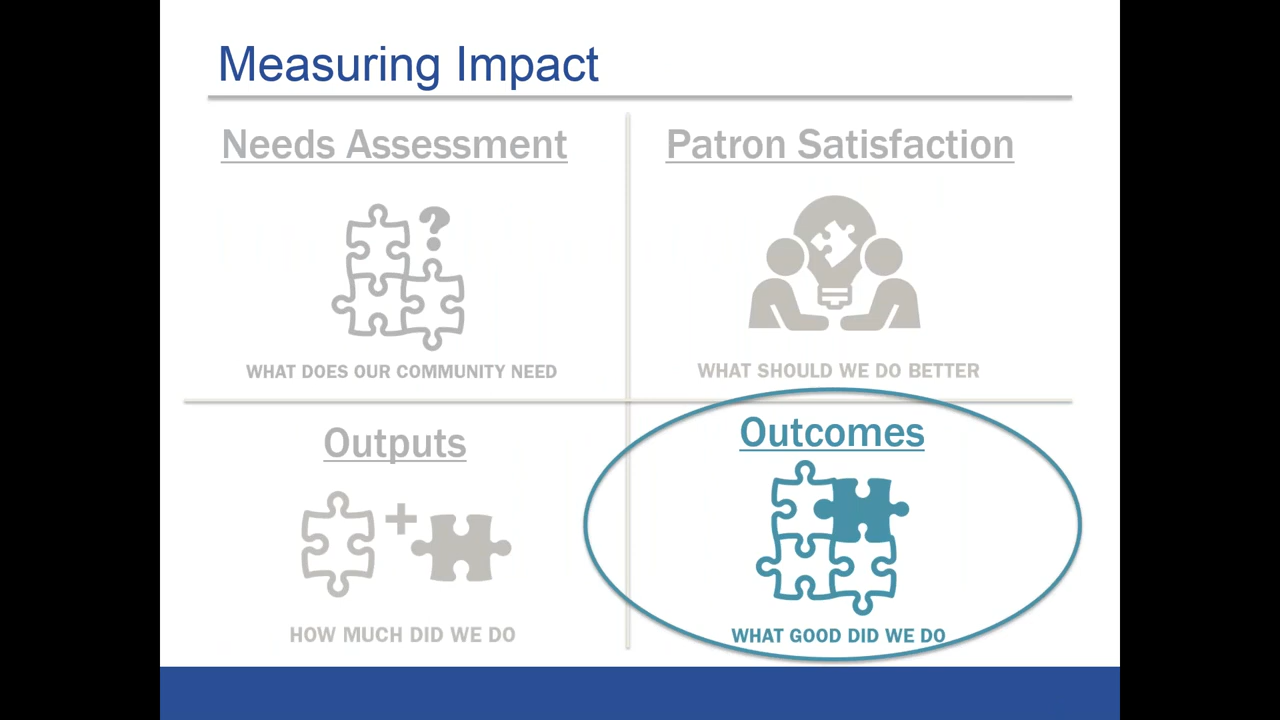 Measuring Impact
Needs Assessment
?
WHAT DOES OUR COMMUNITY NEED
Patron Satisfaction
WHAT SHOULD WE DO BETTER
Outputs
+
HOW MUCH DID WE DO
Outcomes
WHAT GOOD DID WE DO